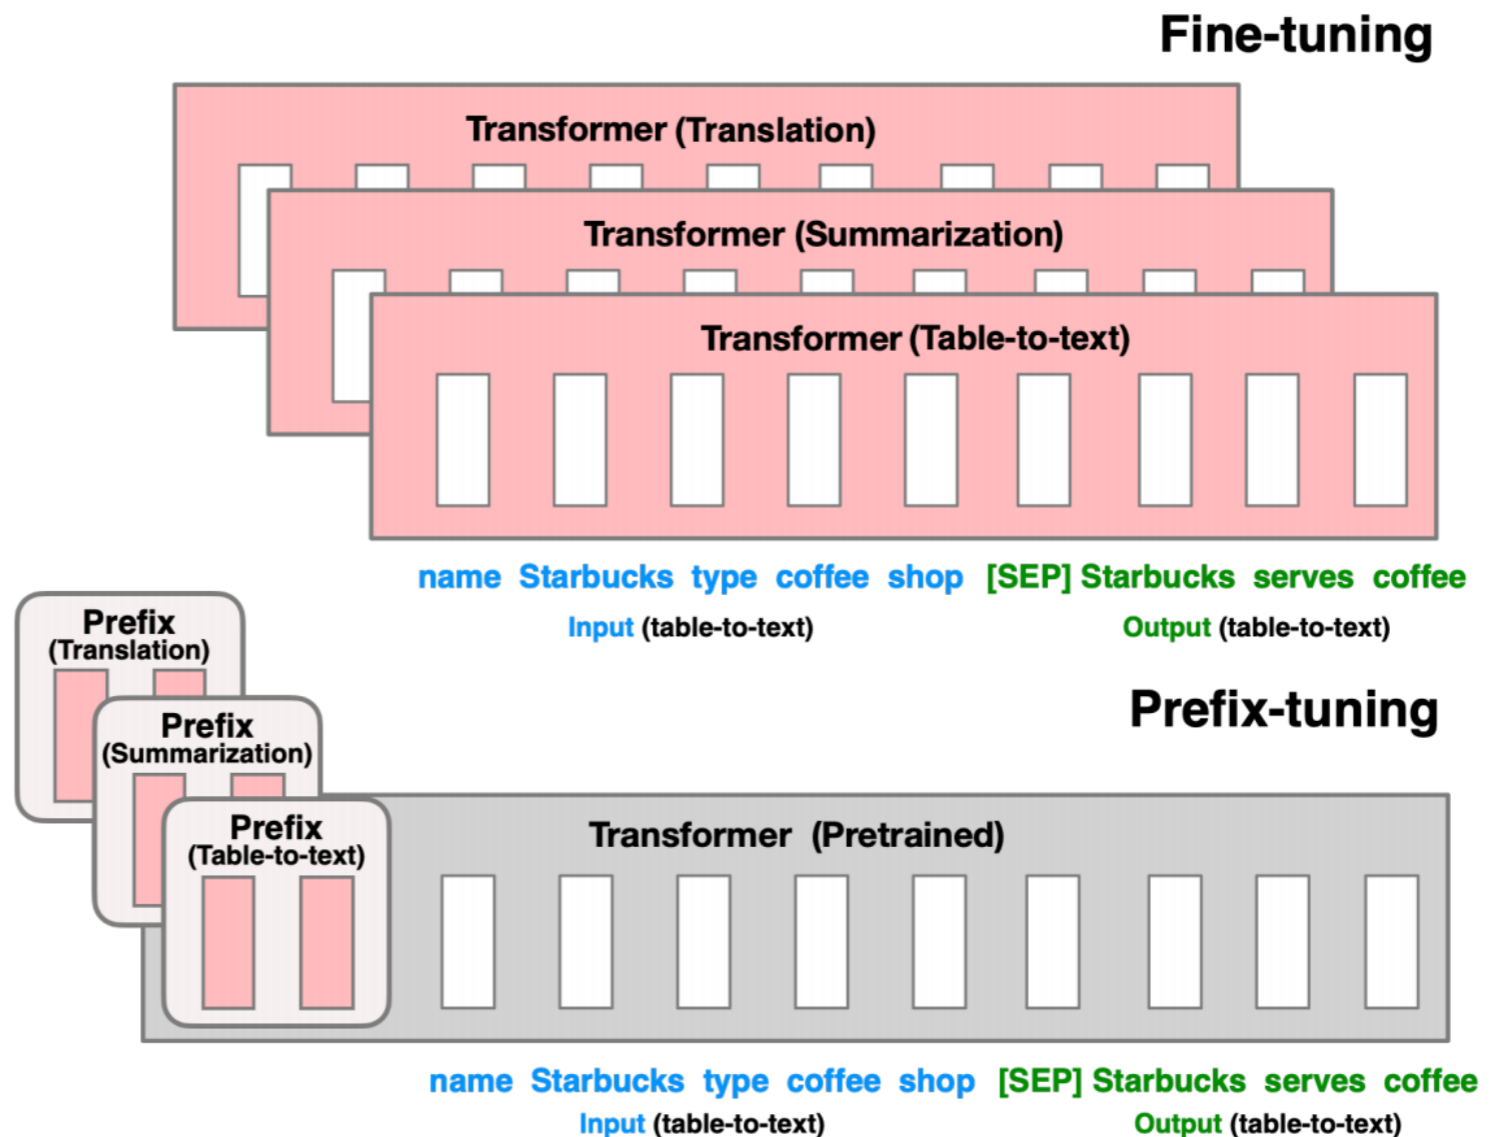 Fine-tuning
Transformer (Translation)
Transformer (Summarization)
Transformer (Table-to-text)
name Starbucks type coffee shop [SEP] Starbucks serves coffee
Input (table-to-text) Output (table-to-text)
Prefix
(Translation)
Prefix-tuning
Prefix
(Summarization)
Prefix
(Table-to-text)
Transformer (Pretrained)
name Starbucks type coffee shop [SEP] Starbucks serves coffee
Input (table-to-text) Output (table-to-text)